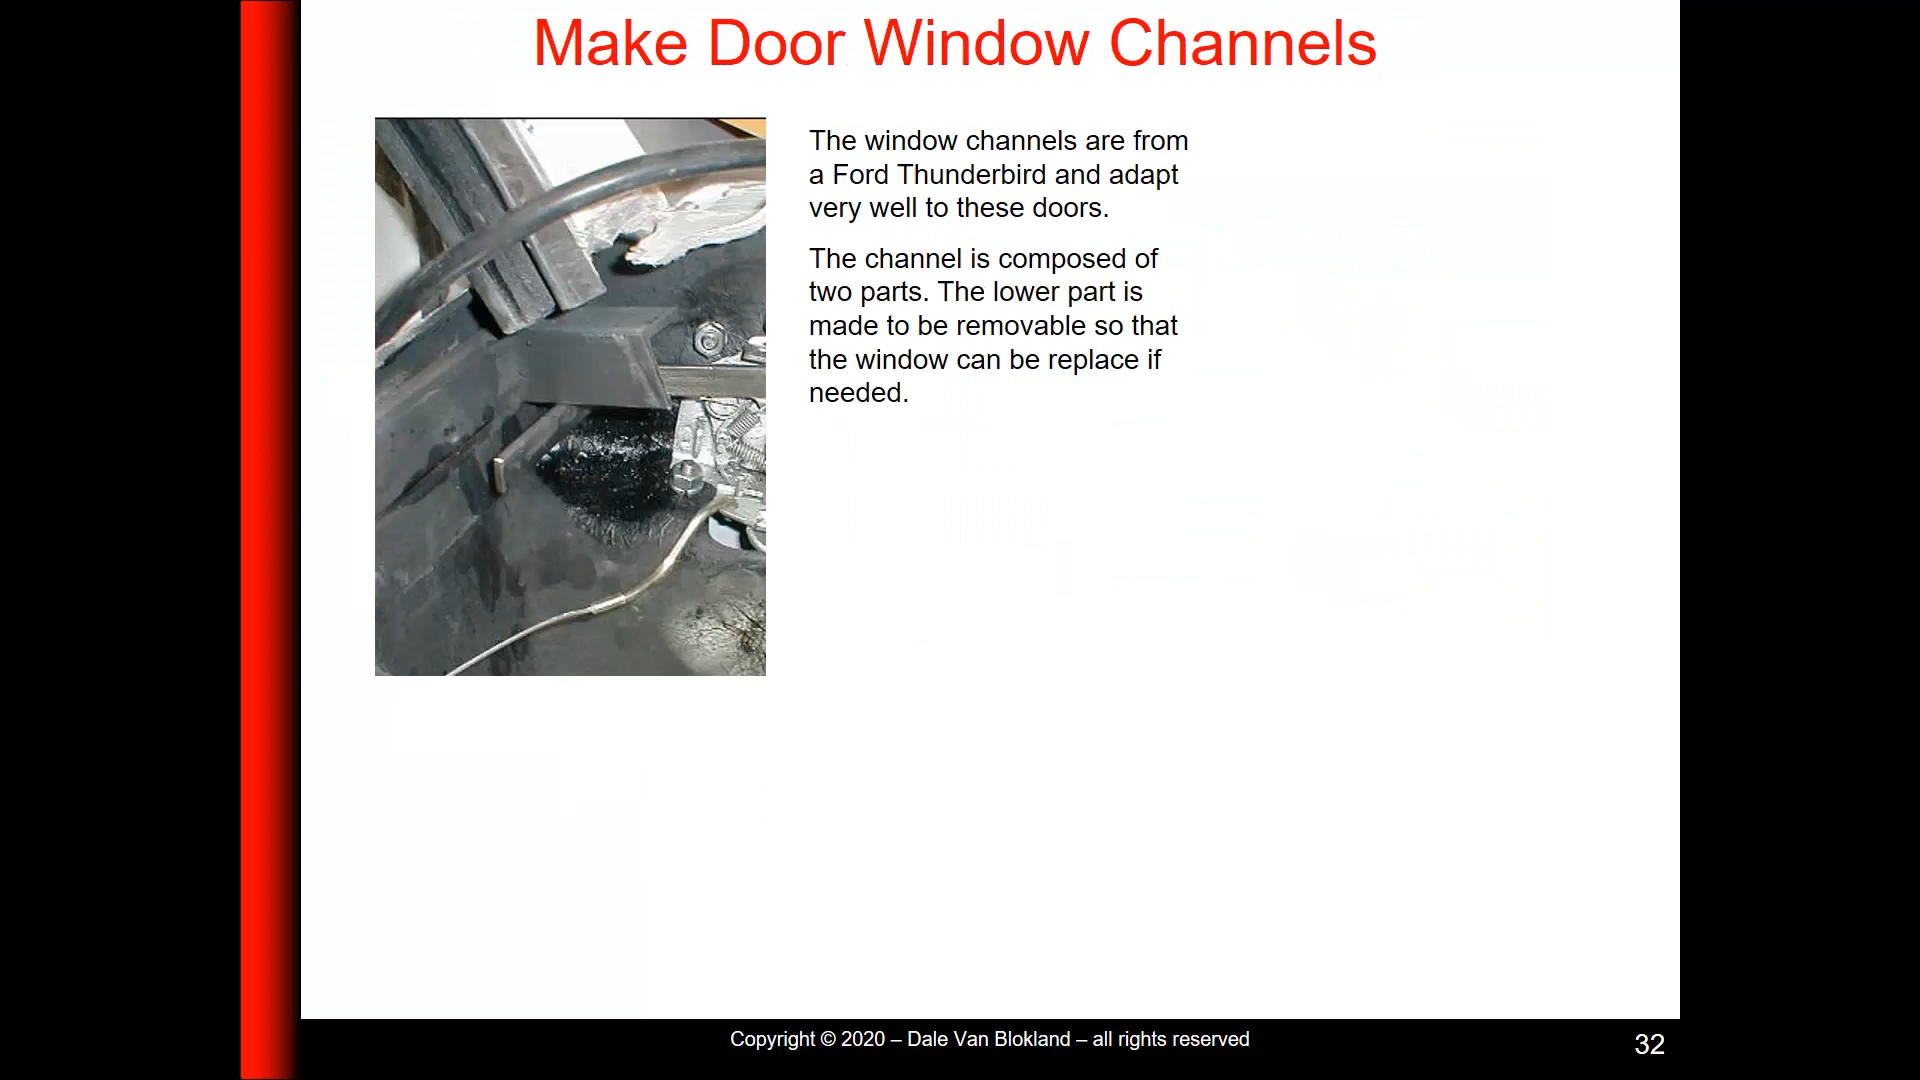 Make Door Window Channels
The window channels are from
a Ford Thunderbird and adapt
very well to these doors.
The channel is composed of
two parts. The lower part is
made to be removable so that
the window can be replace if
needed.
Copyright © 2020 – Dale Van Blokland – all rights reserved
32